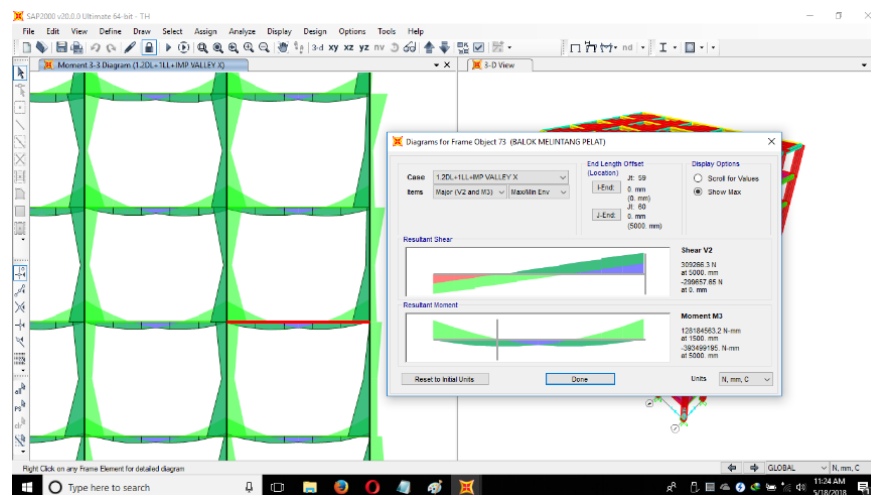 SAP2000 v20.0.0 Ultimate 64-bit - TH
File Edit View Define Draw Select Assign Analyze Display Design Options Tools Help
3-d xy xz yz nv
nd
Moment 3-3 Diagram (1.2DL+1LL+IMP VALLEY X)
3-D View
Diagrams for Frame Object 73 (BALOK MELINTANG PELAT)
Case 1.2DL+1LL+IMP VALLEY X
Items Major (V2 and M3) Max/Min Env
End Length Offset
(Location)
I-End: Jt: 59
0. mm
(0. mm)
J-End: Jt: 60
0. mm
(5000. mm)
Display Options
Scroll for Values
Show Max
Resultant Shear
Shear V2
309266.3 N
at 5000. mm
-299657.65 N
at 0. mm
Resultant Moment
Moment M3
128184563.2 N-mm
at 1500. mm
-393499195. N-mm
at 5000. mm
Reset to Initial Units
Done
Units N, mm, C
Right Click on any Frame Element for detailed diagram
GLOBAL
N, mm, C
Type here to search
11:24 AM
5/18/2018